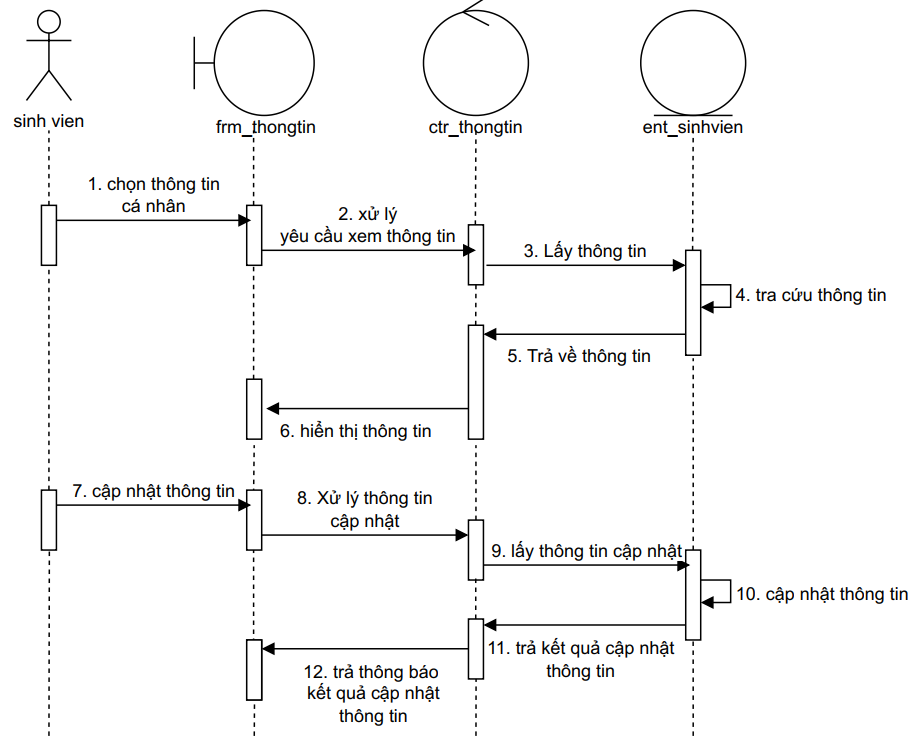 sinh vien
frm_thongtin
ctr_thongtin
ent_sinhvien
1. chọn thông tin
cá nhân
2. xử lý
yêu cầu xem thông tin
3. Lấy thông tin
4. tra cứu thông tin
5. Trả về thông tin
6. hiển thị thông tin
7. cập nhật thông tin
8. Xử lý thông tin
cập nhật
9. lấy thông tin cập nhật
10. cập nhật thông tin
11. trả kết quả cập nhật
thông tin
12. trả thông báo
kết quả cập nhật
thông tin